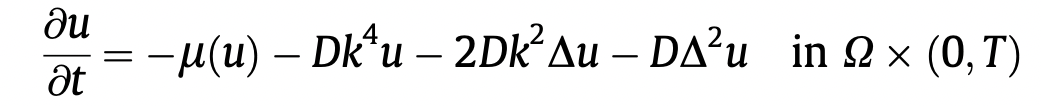 ∂u/∂t = −μ(u) − Dk⁴u − 2Dk²Δu − DΔ²u in Ω × (0, T)